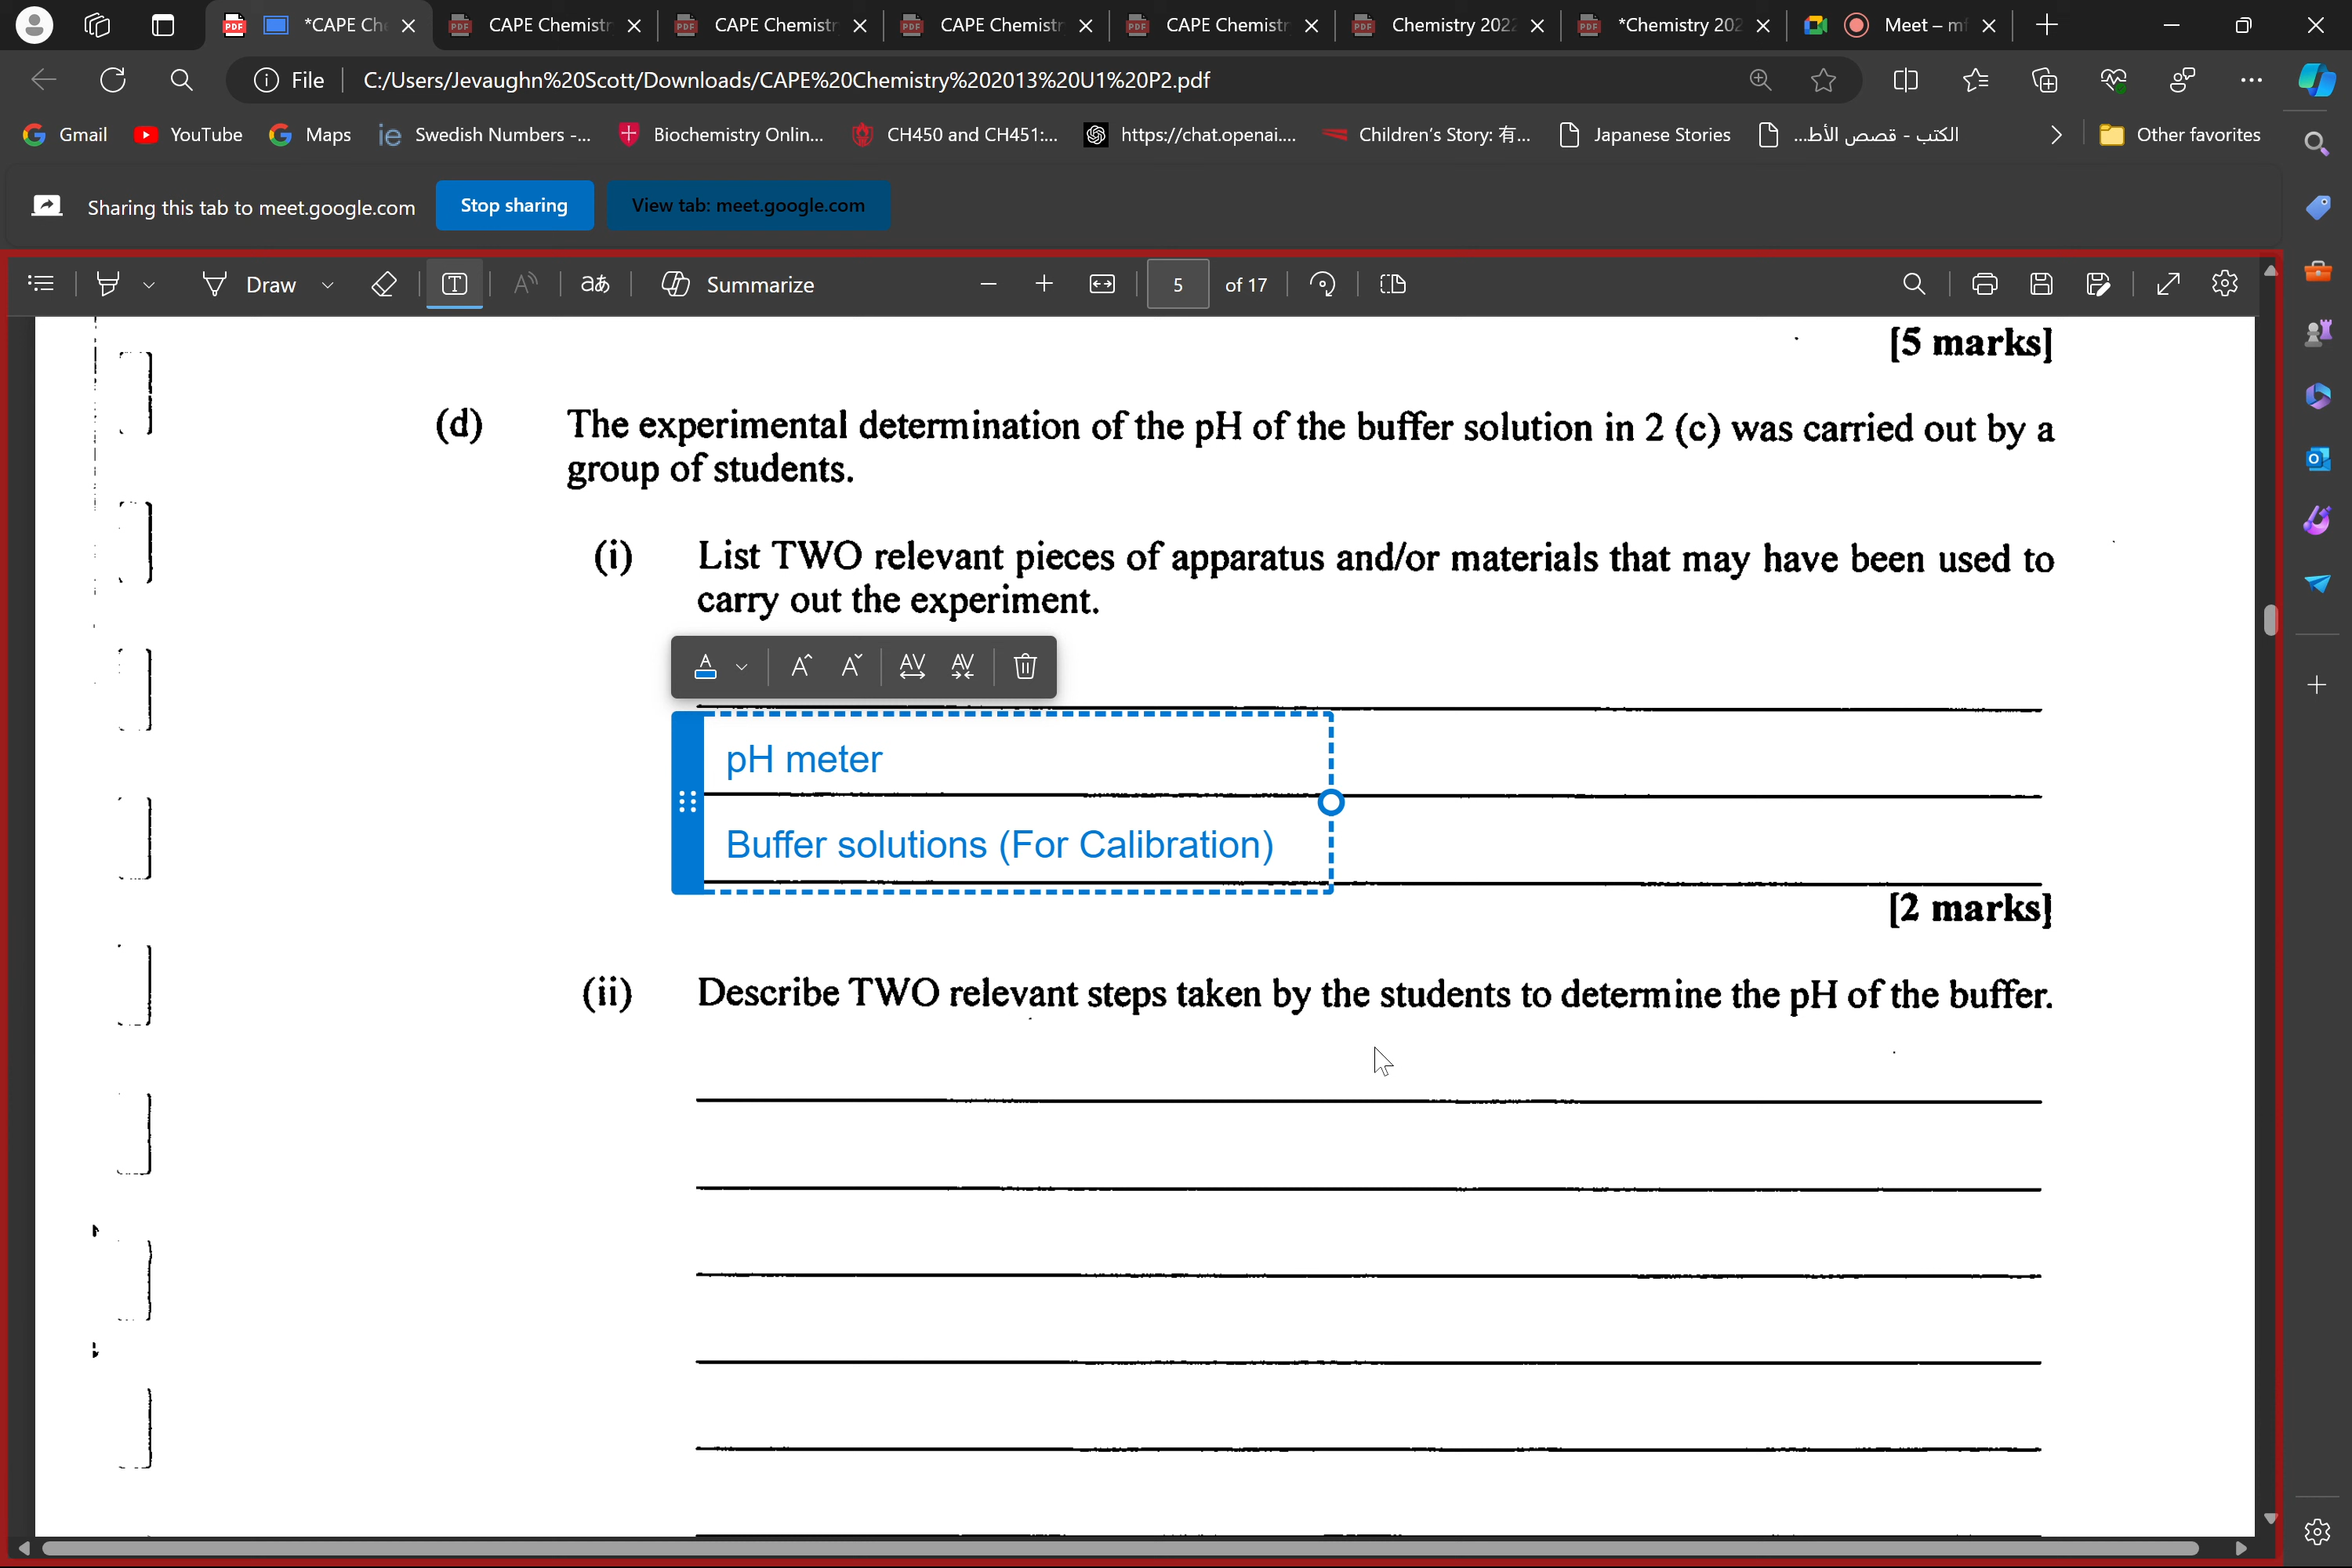 *CAPE Ch
CAPE Chemistr
CAPE Chemistr
CAPE Chemistr
CAPE Chemistr
Chemistry 2022
*Chemistry 202
Meet – mf
File
C:/Users/Jevaughn%20Scott/Downloads/CAPE%20Chemistry%202013%20U1%20P2.pdf
Gmail
YouTube
Maps
Swedish Numbers -...
Biochemistry Onlin...
CH450 and CH451:...
https://chat.openai....
Children's Story: 有...
Japanese Stories
الكتب - قصص الأط...
Other favorites
Sharing this tab to meet.google.com
Stop sharing
View tab: meet.google.com
Draw
aあ
Summarize
5
of 17
[5 marks]
(d) The experimental determination of the pH of the buffer solution in 2 (c) was carried out by a
group of students.
(i) List TWO relevant pieces of apparatus and/or materials that may have been used to
carry out the experiment.
pH meter
Buffer solutions (For Calibration)
[2 marks]
(ii) Describe TWO relevant steps taken by the students to determine the pH of the buffer.